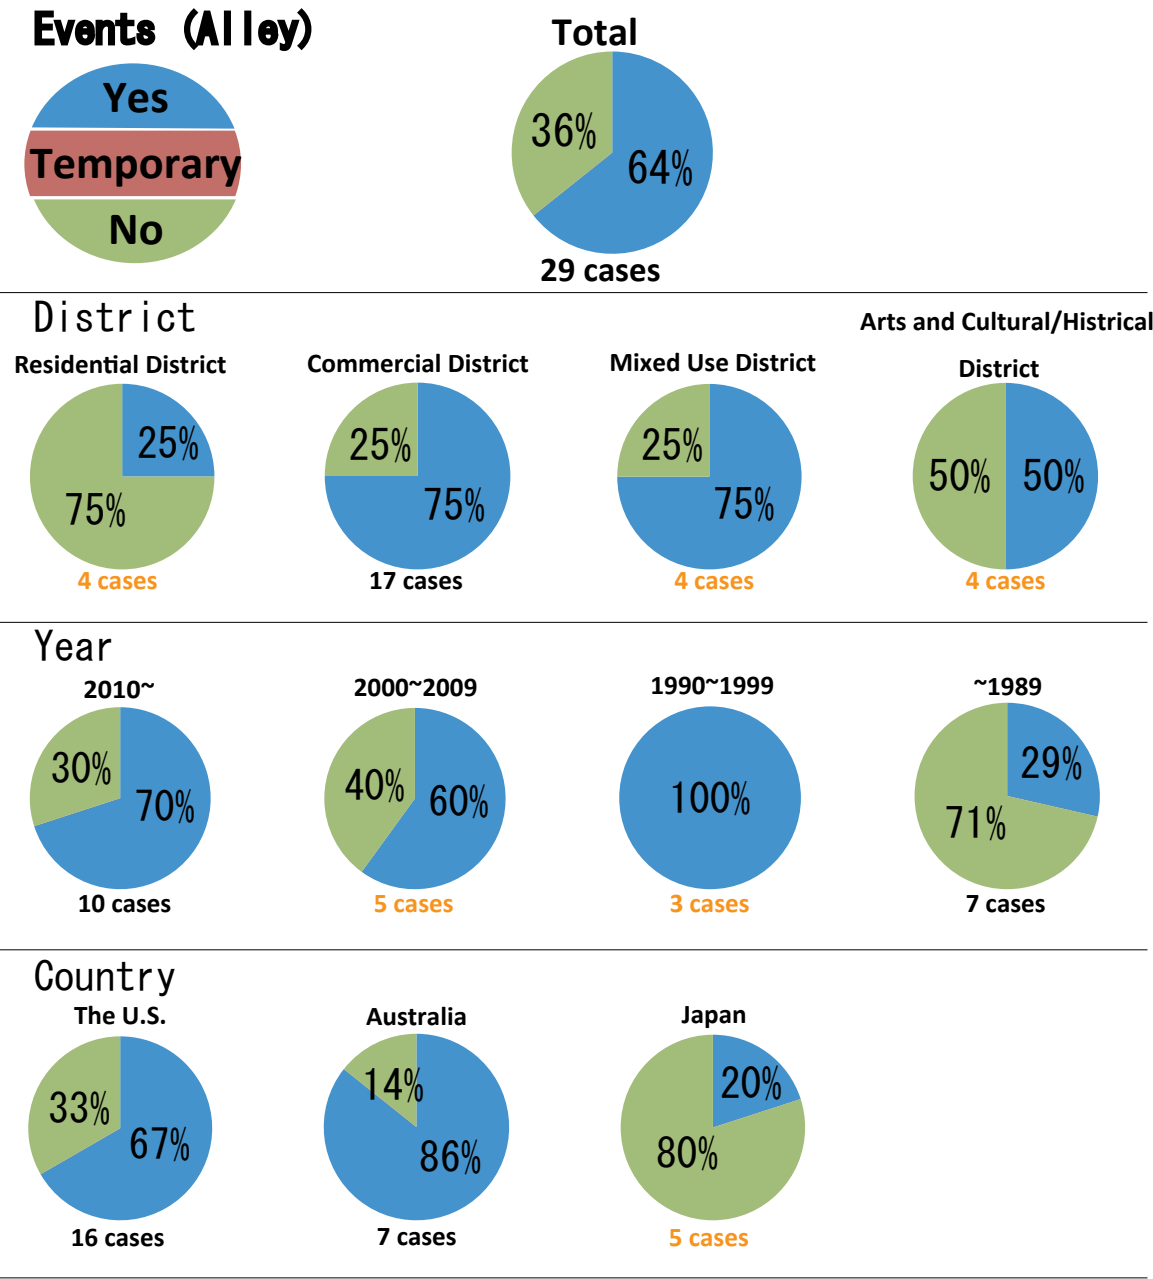 Events (Alley)
Yes
Temporary
No
Total
36%
64%
29 cases
District
Residential District
25%
75%
4 cases
Commercial District
25%
75%
17 cases
Mixed Use District
25%
75%
4 cases
Arts and Cultural/Histrical
District
50%
50%
4 cases
Year
2010~
30%
70%
10 cases
2000~2009
40%
60%
5 cases
1990~1999
100%
3 cases
~1989
29%
71%
7 cases
Country
The U.S.
33%
67%
16 cases
Australia
14%
86%
7 cases
Japan
20%
80%
5 cases